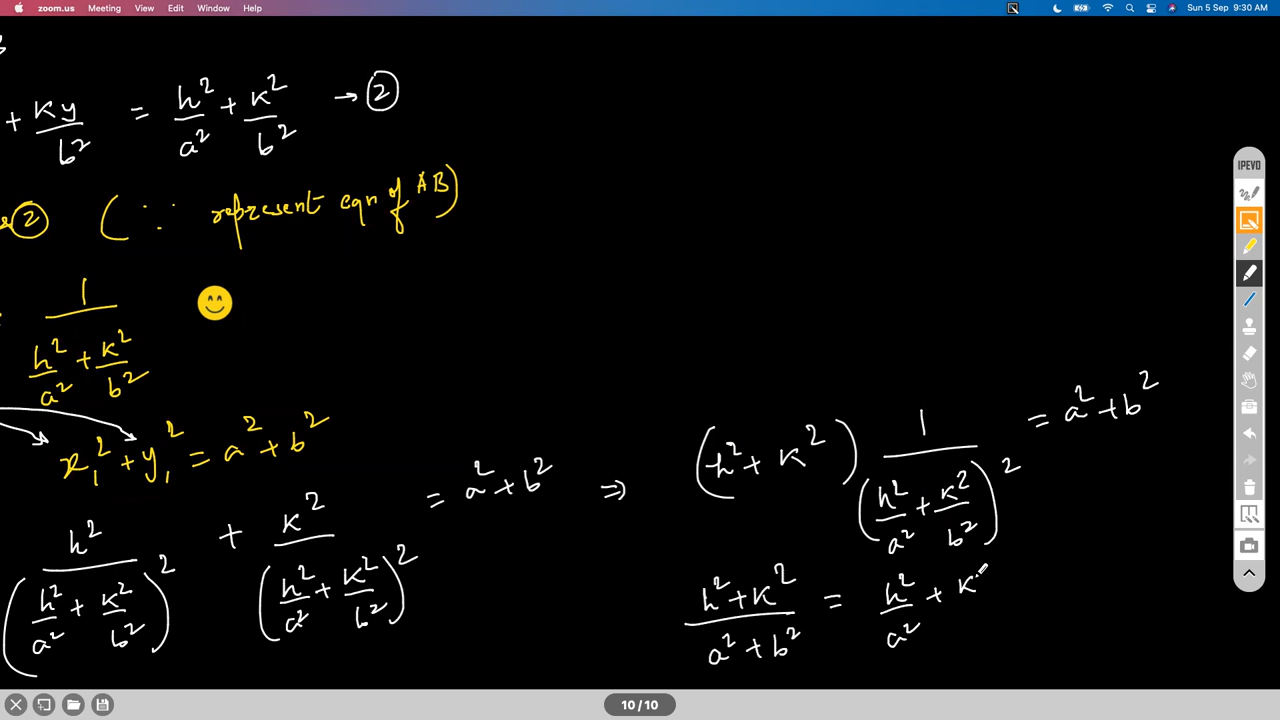 zoom.us Meeting View Edit Window Help Sun 5 Sep 9:30 AM
+ Ky/b² = h²/a² + K²/b² → ②
② (∵ represent eqn of AB)
1/(h²/a² + K²/b²)
x₁² + y₁² = a² + b²
h²/(h²/a² + K²/b²)² + K²/(h²/a² + K²/b²)² = a² + b² ⇒ (h² + K²) 1/(h²/a² + K²/b²)² = a² + b²
(h² + K²)/(a² + b²) = h²/a² + K
IPEVO
10 / 10